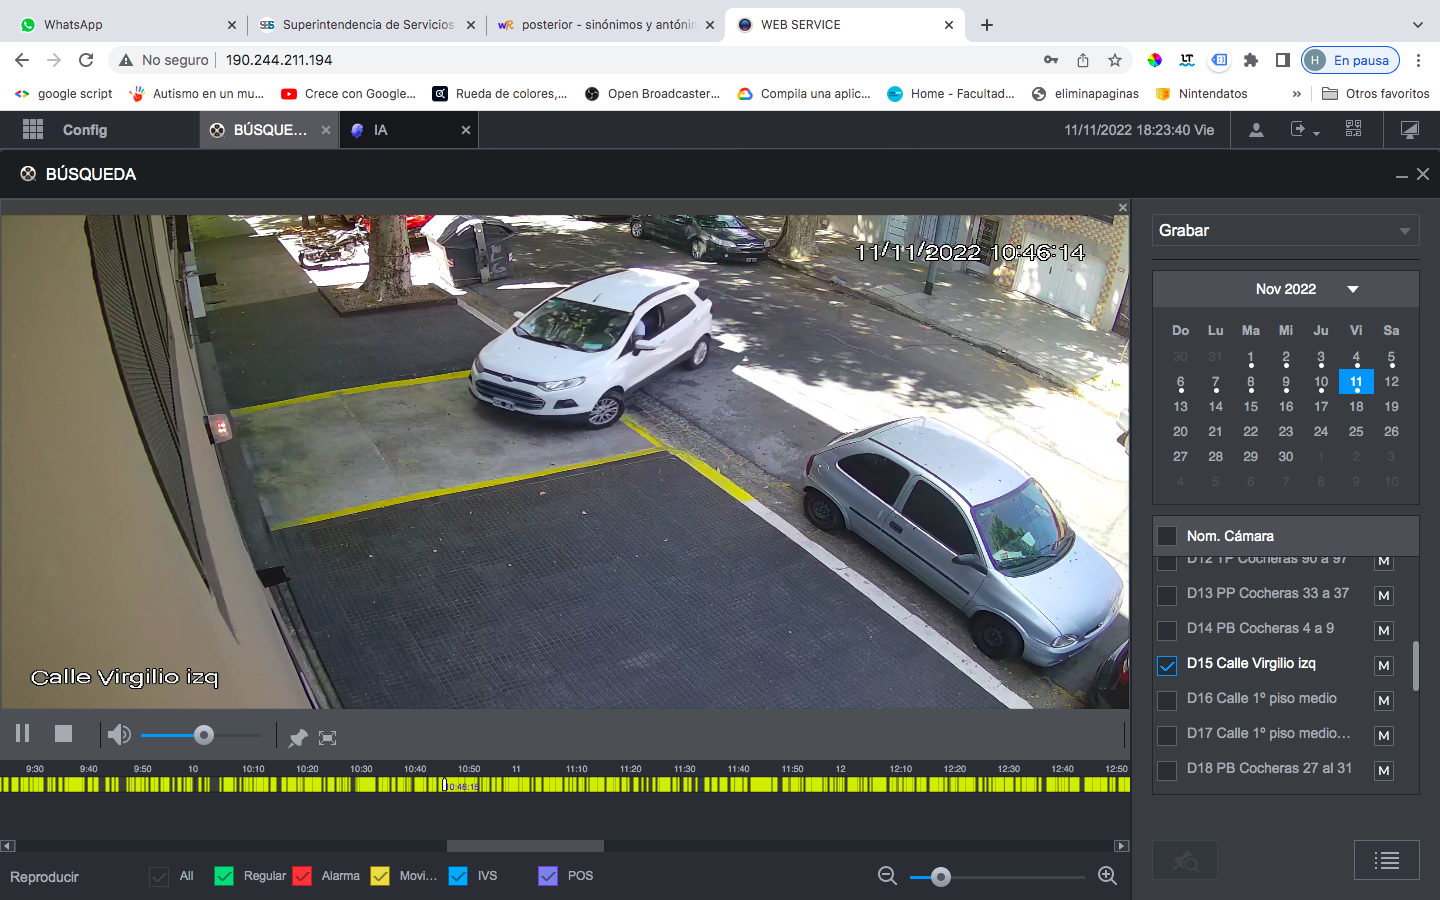 WhatsApp
Superintendencia de Servicios
posterior - sinónimos y antónin
WEB SERVICE
No seguro
190.244.211.194
En pausa
google script
Autismo en un mu...
Crece con Google...
Rueda de colores,...
Open Broadcaster...
Compila una aplic...
Home - Facultad...
eliminapaginas
Nintendatos
»
Otros favoritos
Config
BÚSQUE...
IA
11/11/2022 18:23:40 Vie
BÚSQUEDA
11/11/2022 10:46:14
Calle Virgilio izq
Grabar
Nov 2022
Do Lu Ma Mi Ju Vi Sa
30 31 1 2 3 4 5
6 7 8 9 10 11 12
13 14 15 16 17 18 19
20 21 22 23 24 25 26
27 28 29 30 1 2 3
4 5 6 7 8 9 10
Nom. Cámara
D12 TP Cocheras 90 a 97 M
D13 PP Cocheras 33 a 37 M
D14 PB Cocheras 4 a 9 M
D15 Calle Virgilio izq M
D16 Calle 1º piso medio M
D17 Calle 1º piso medio... M
D18 PB Cocheras 27 al 31 M
9:30 9:40 9:50 10 10:10 10:20 10:30 10:40 10:50 11 11:10 11:20 11:30 11:40 11:50 12 12:10 12:20 12:30 12:40 12:50
Reproducir
All
Regular
Alarma
Movi...
IVS
POS